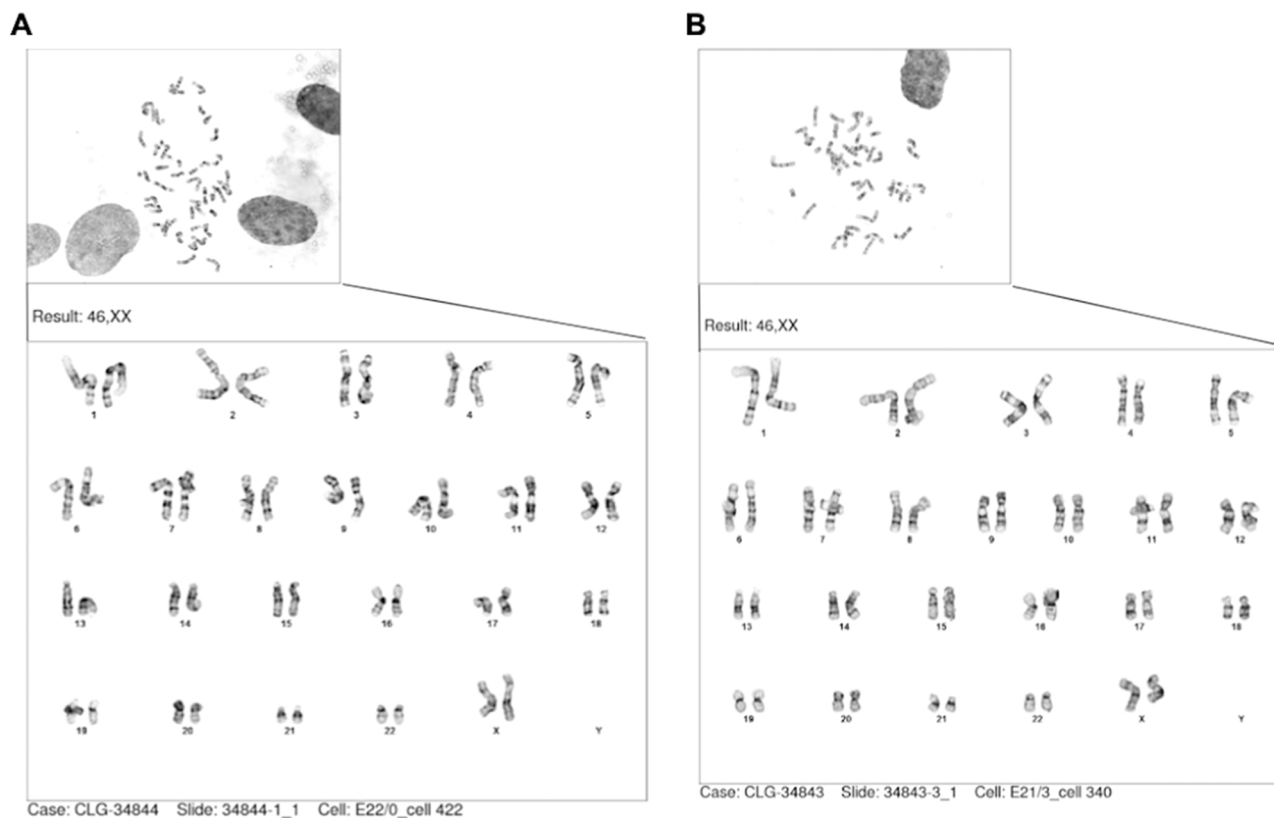 A
B
Result: 46,XX
Result: 46,XX
1 2 3 4 5
6 7 8 9 10 11 12
13 14 15 16 17 18
19 20 21 22 X Y
Case: CLG-34844 Slide: 34844-1_1 Cell: E22/0_cell 422
1 2 3 4 5
6 7 8 9 10 11 12
13 14 15 16 17 18
19 20 21 22 X Y
Case: CLG-34843 Slide: 34843-3_1 Cell: E21/3_cell 340